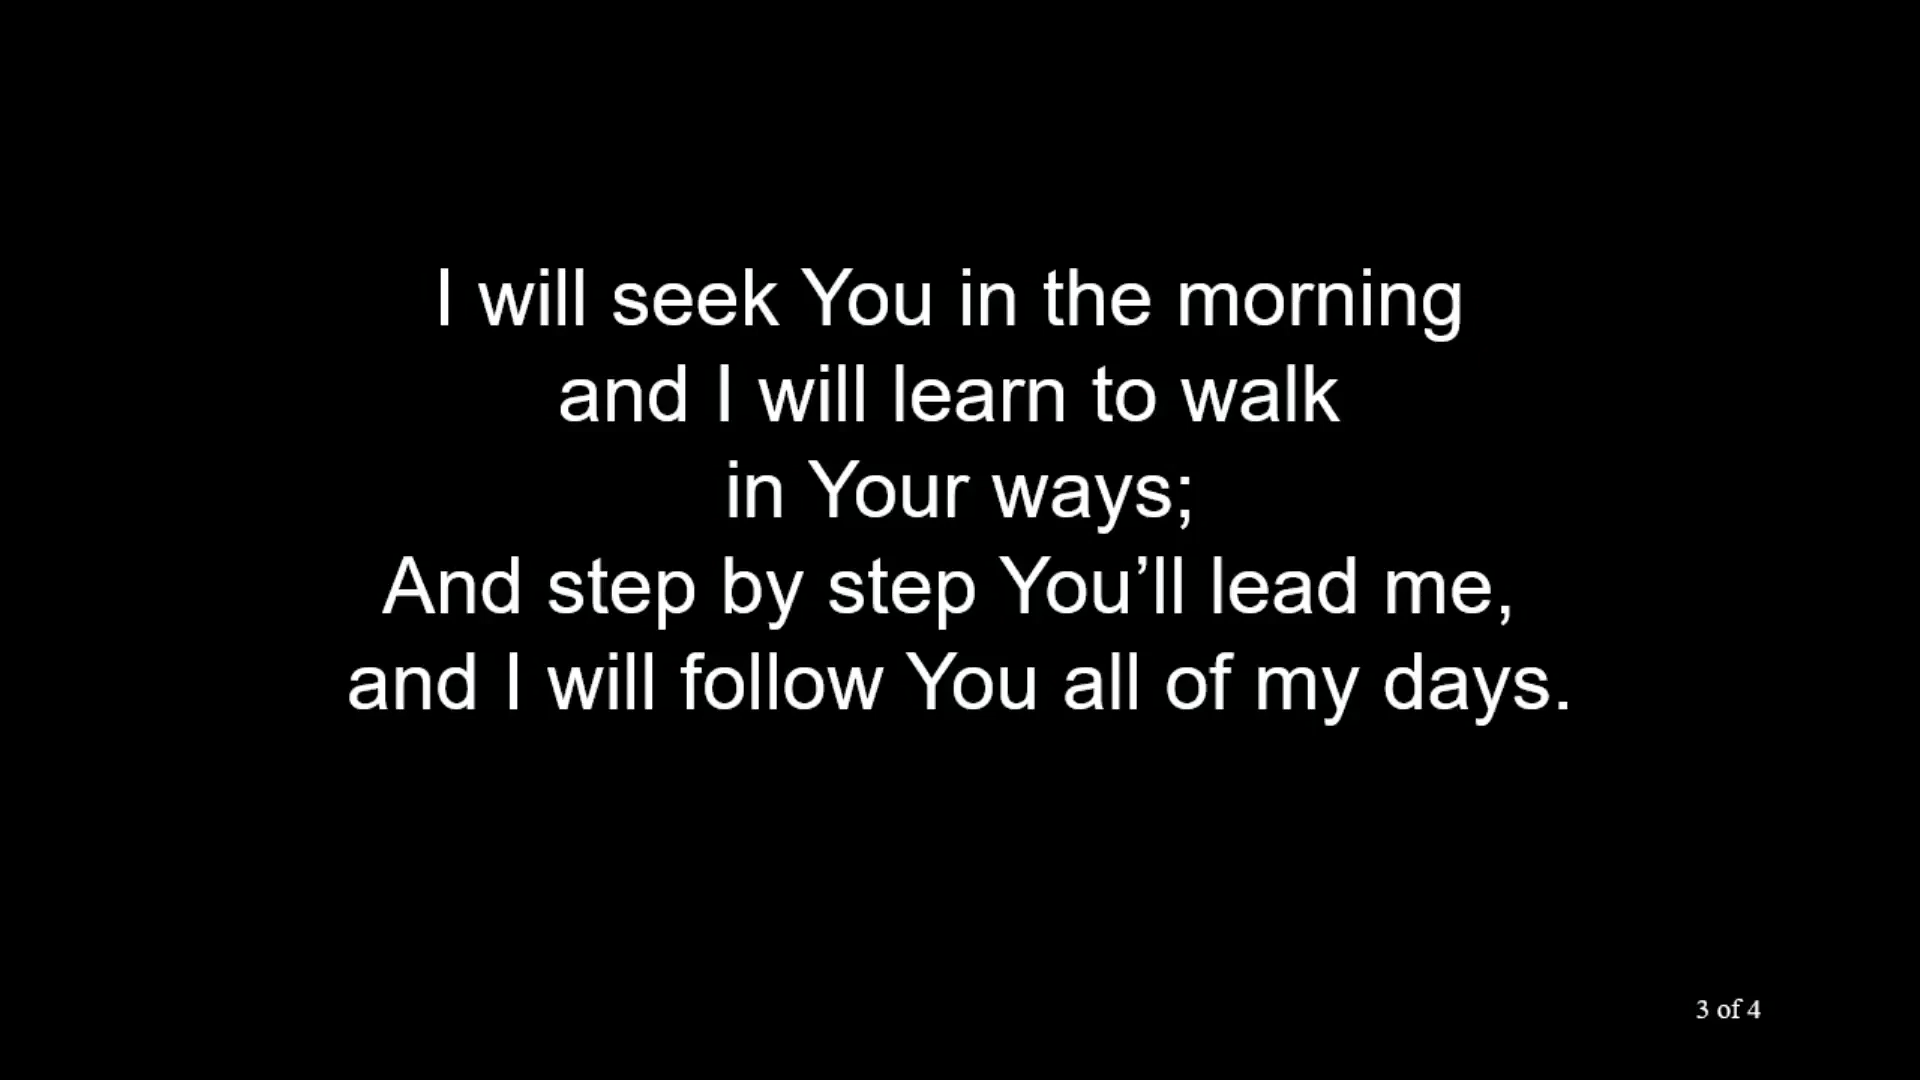 I will seek You in the morning
and I will learn to walk
in Your ways;
And step by step You’ll lead me,
and I will follow You all of my days.
3 of 4